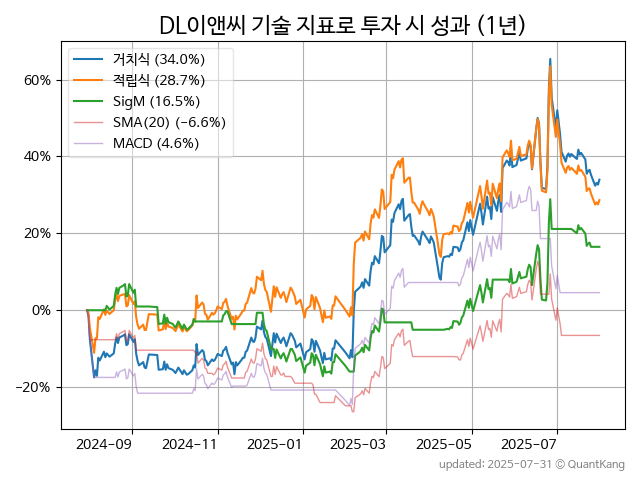 DL이앤씨 기술 지표로 투자 시 성과 (1년)
거치식 (34.0%)
적립식 (28.7%)
SigM (16.5%)
SMA(20) (−6.6%)
MACD (4.6%)
60%
40%
20%
0%
−20%
2024-09 2024-11 2025-01 2025-03 2025-05 2025-07
updated: 2025-07-31 © QuantKang